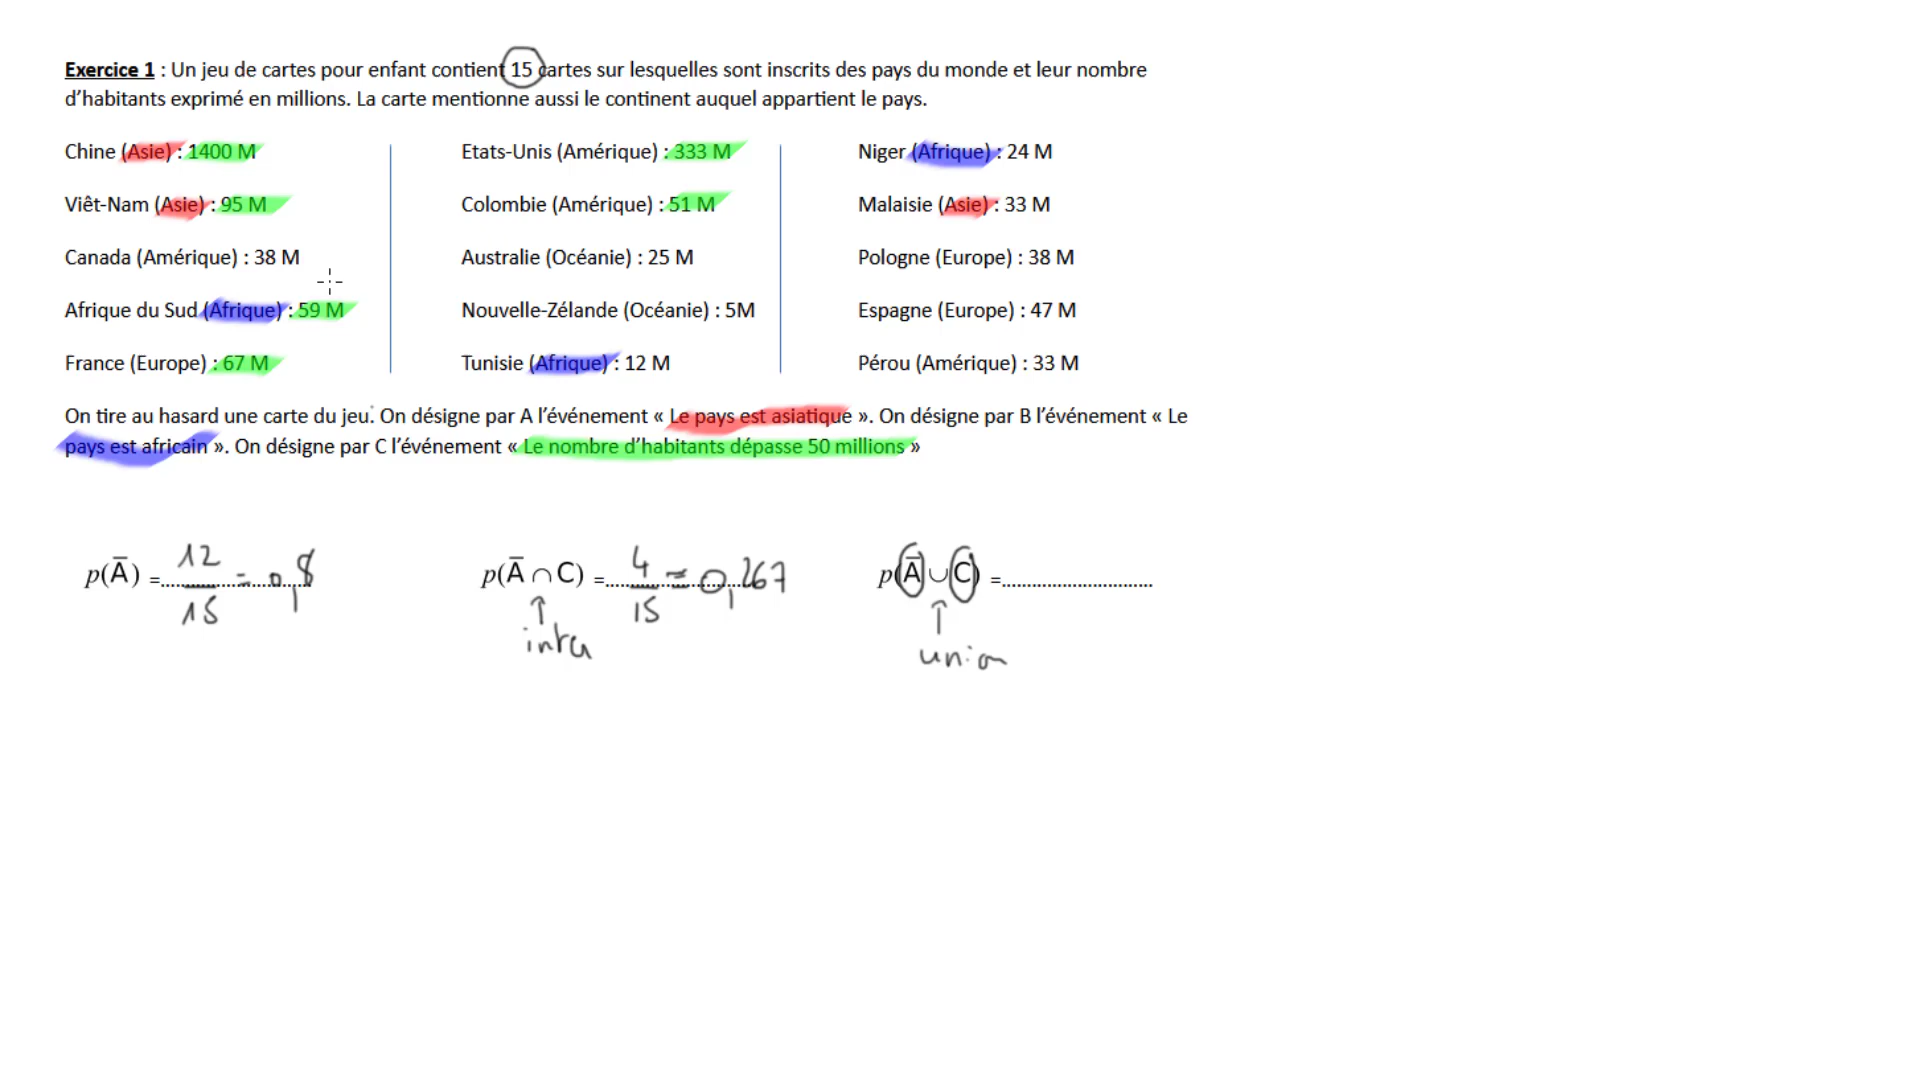 Exercice 1 : Un jeu de cartes pour enfant contient 15 cartes sur lesquelles sont inscrits des pays du monde et leur nombre
d’habitants exprimé en millions. La carte mentionne aussi le continent auquel appartient le pays.
Chine (Asie) : 1400 M
Viêt-Nam (Asie) : 95 M
Canada (Amérique) : 38 M
Afrique du Sud (Afrique) : 59 M
France (Europe) : 67 M
Etats-Unis (Amérique) : 333 M
Colombie (Amérique) : 51 M
Australie (Océanie) : 25 M
Nouvelle-Zélande (Océanie) : 5M
Tunisie (Afrique) : 12 M
Niger (Afrique) : 24 M
Malaisie (Asie) : 33 M
Pologne (Europe) : 38 M
Espagne (Europe) : 47 M
Pérou (Amérique) : 33 M
On tire au hasard une carte du jeu. On désigne par A l’événement « Le pays est asiatique ». On désigne par B l’événement « Le
pays est africain ». On désigne par C l’événement « Le nombre d’habitants dépasse 50 millions »
p(Ā) = 12/15 = 0,8
p(Ā ∩ C) = 4/15 ≈ 0,267
↑
inter
p(Ā ∪ C) =..............................
↑
union